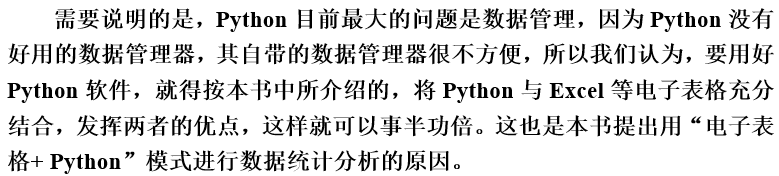 需要说明的是，Python 目前最大的问题是数据管理，因为 Python 没有
好用的数据管理器，其自带的数据管理器很不方便，所以我们认为，要用好
Python 软件，就得按本书中所介绍的，将 Python 与 Excel 等电子表格充分
结合，发挥两者的优点，这样就可以事半功倍。这也是本书提出用“电子表
格+ Python”模式进行数据统计分析的原因。